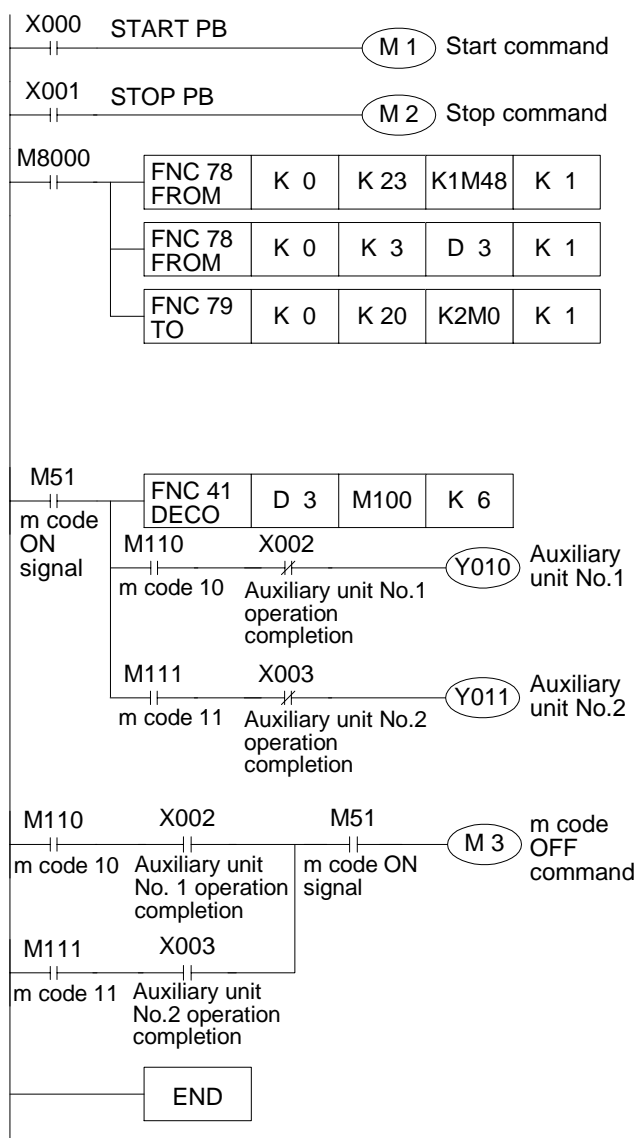 X000 START PB
M 1 Start command
X001 STOP PB
M 2 Stop command
M8000
FNC 78 FROM K 0 K 23 K1M48 K 1
FNC 78 FROM K 0 K 3 D 3 K 1
FNC 79 TO K 0 K 20 K2M0 K 1
M51
m code
ON
signal
FNC 41 DECO D 3 M100 K 6
M110 X002
Y010
Auxiliary
unit No.1
m code 10
Auxiliary unit No.1
operation
completion
M111 X003
Y011
Auxiliary
unit No.2
m code 11
Auxiliary unit No.2
operation
completion
M110 X002 M51
M 3
m code
OFF
command
m code 10
Auxiliary unit
No. 1 operation
completion
m code ON
signal
M111 X003
m code 11
Auxiliary unit
No.2 operation
completion
END